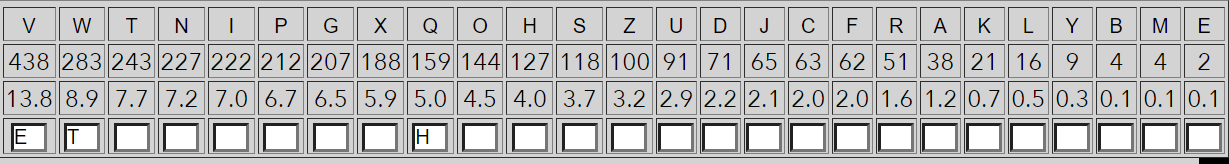 V W T N I P G X Q O H S Z U D J C F R A K L Y B M E
438 283 243 227 222 212 207 188 159 144 127 118 100 91 71 65 63 62 51 38 21 16 9 4 4 2
13.8 8.9 7.7 7.2 7.0 6.7 6.5 5.9 5.0 4.5 4.0 3.7 3.2 2.9 2.2 2.1 2.0 2.0 1.6 1.2 0.7 0.5 0.3 0.1 0.1 0.1
E T H